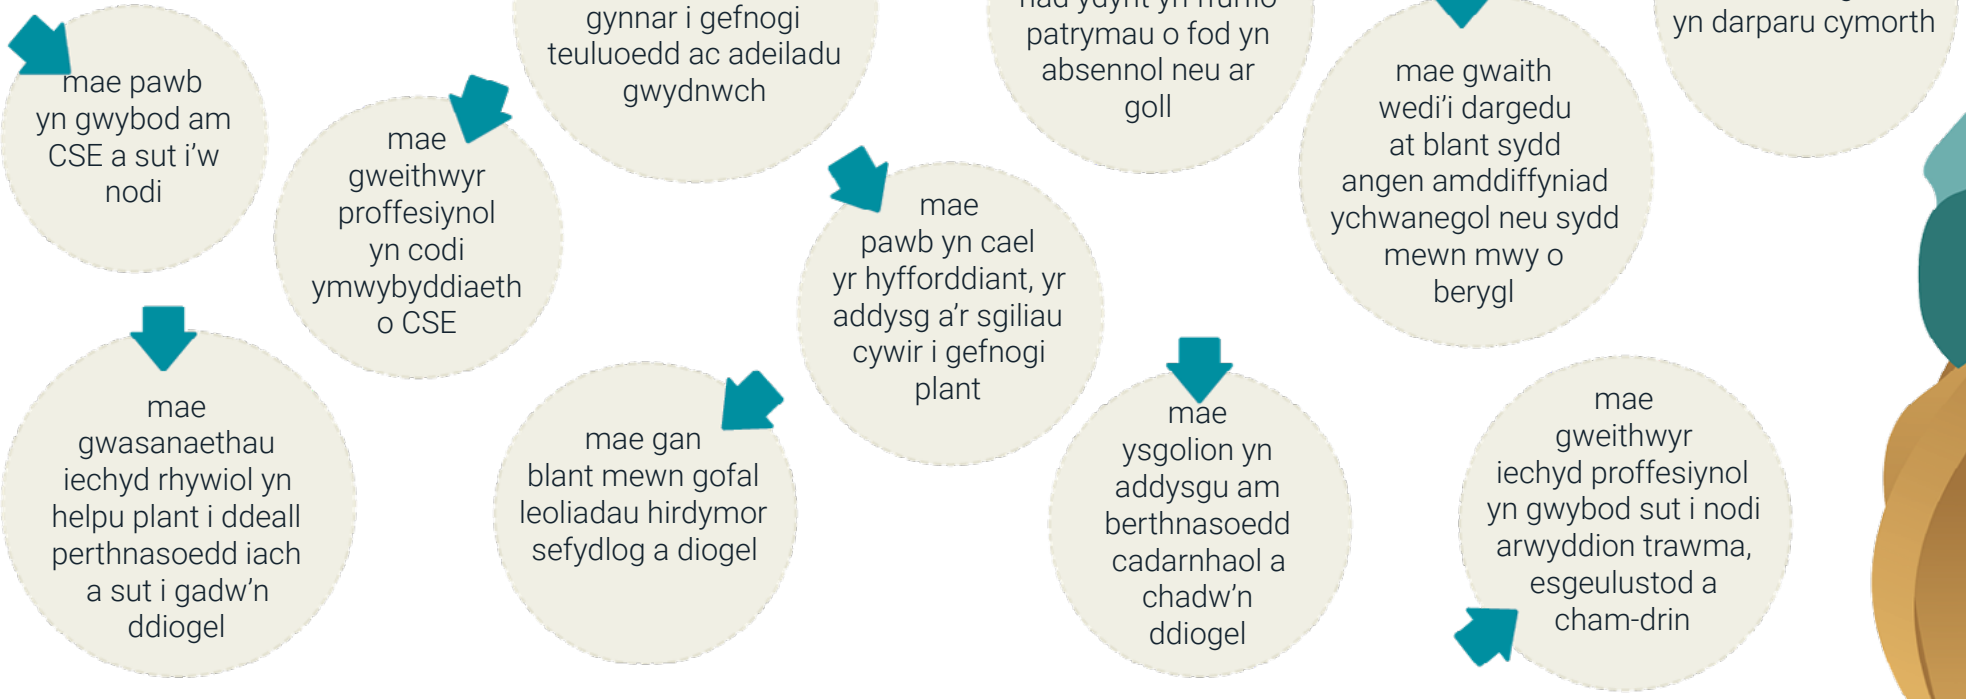 mae pawb
yn gwybod am
CSE a sut i'w
nodi
mae
gweithwyr
proffesiynol
yn codi
ymwybyddiaeth
o CSE
gynnar i gefnogi
teuluoedd ac adeiladu
gwydnwch
patrymau o fod yn
absennol neu ar
goll
mae gwaith
wedi'i dargedu
at blant sydd
angen amddiffyniad
ychwanegol neu sydd
mewn mwy o
berygl
yn darparu cymorth
mae
pawb yn cael
yr hyfforddiant, yr
addysg a'r sgiliau
cywir i gefnogi
plant
mae
gwasanaethau
iechyd rhywiol yn
helpu plant i ddeall
perthnasoedd iach
a sut i gadw'n
ddiogel
mae gan
blant mewn gofal
leoliadau hirdymor
sefydlog a diogel
mae
ysgolion yn
addysgu am
berthnasoedd
cadarnhaol a
chadw'n
ddiogel
mae
gweithwyr
iechyd proffesiynol
yn gwybod sut i nodi
arwyddion trawma,
esgeulustod a
cham-drin